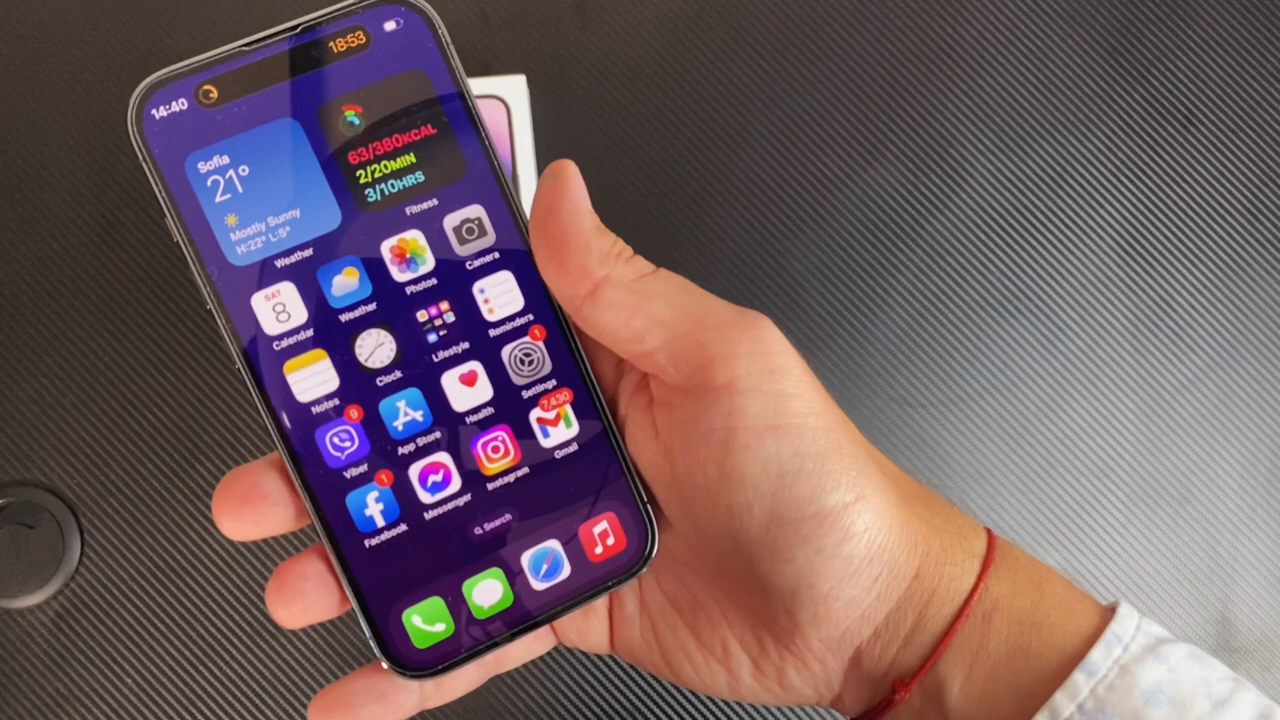 14:40
18:53
Sofia
21°
Mostly Sunny
H:22° L:5°
Weather
63/380KCAL
2/20MIN
3/10HRS
Fitness
SAT
8
Calendar
Weather
Photos
Camera
Notes
Clock
Lifestyle
Reminders
9
Viber
App Store
Health
1
Settings
1
Facebook
Messenger
Instagram
7,430
Gmail
Search